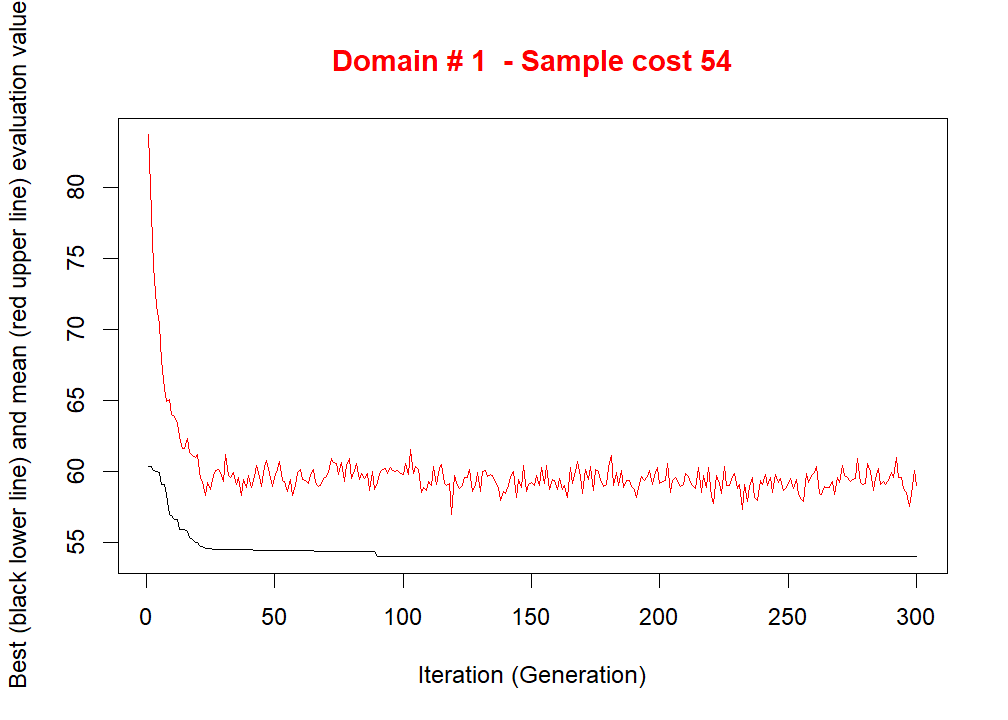 Domain # 1  - Sample cost 54
Best (black lower line) and mean (red upper line) evaluation value
80
75
70
65
60
55
0 50 100 150 200 250 300
Iteration (Generation)